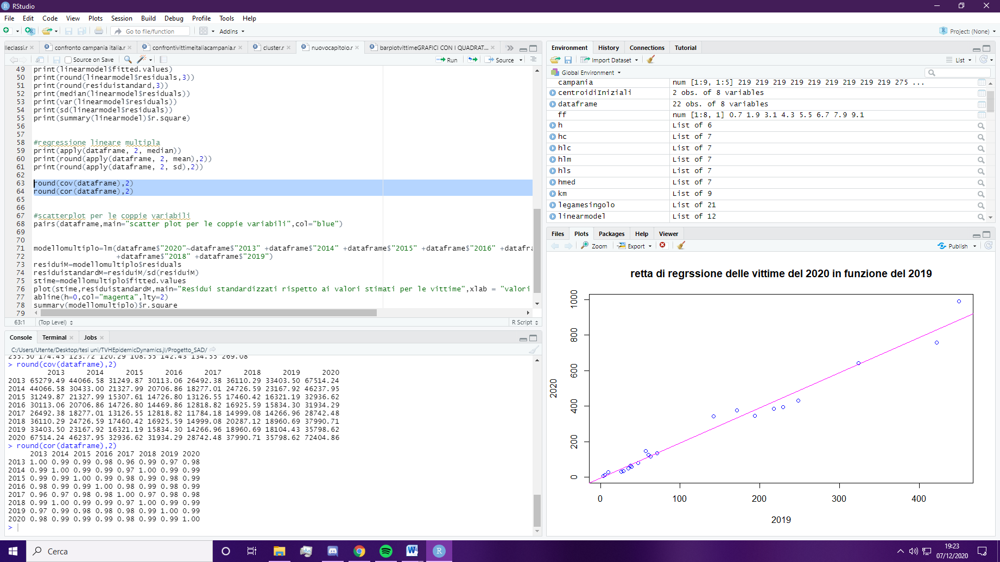 RStudio
File Edit Code View Plots Session Build Debug Profile Tools Help
Go to file/function Addins Project: (None)
lleclassi.r confronto campania italia.r confrontivittimeitaliacampania.r cluster.r nuovocapitolo.r barplotvittimeGRAFICI CON I QUADRAT...
Source on Save Run Source
49 print(linearmodel$fitted.values)
50 print(round(linearmodel$residuals,3))
51 print(round(residuistandard,3))
52 print(median(linearmodel$residuals))
53 print(var(linearmodel$residuals))
54 print(sd(linearmodel$residuals))
55 print(summary(linearmodel)$r.square)
56
57
58 #regressione lineare multipla
59 print(apply(dataframe, 2, median))
60 print(round(apply(dataframe, 2, mean),2))
61 print(round(apply(dataframe, 2, sd),2))
62
63 round(cov(dataframe),2)
64 round(cor(dataframe),2)
65
66
67 #scatterplot per le coppie variabili
68 pairs(dataframe,main="scatter plot per le coppie variabili",col="blue")
69
70
71 modellomultiplo=lm(dataframe$"2020"~dataframe$"2013" +dataframe$"2014" +dataframe$"2015" +dataframe$"2016" +datafra
72 +dataframe$"2018" +dataframe$"2019")
73 residuiM=modellomultiplo$residuals
74 residuistandardM=residuiM/sd(residuiM)
75 stime=modellomultiplo$fitted.values
76 plot(stime,residuistandardM,main="Residui standardizzati rispetto ai valori stimati per le vittime",xlab = "valori
77 abline(h=0,col="magenta",lty=2)
78 summary(modellomultiplo)$r.square
79
63:1 (Top Level) R Script
Console Terminal Jobs
C:/Users/Utente/Desktop/tesi uni/TVHEpidemicDynamics.jl/Progetto_SAD/
255.50 174.45 123.72 120.29 108.55 142.43 134.55 269.08
> round(cov(dataframe),2)
2013 2014 2015 2016 2017 2018 2019 2020
2013 65279.49 44066.58 31249.87 30113.06 26492.38 36110.29 33403.50 67514.24
2014 44066.58 30433.00 21327.99 20706.86 18277.01 24726.59 23167.92 46237.95
2015 31249.87 21327.99 15307.61 14726.80 13126.55 17460.42 16321.19 32936.62
2016 30113.06 20706.86 14726.80 14469.86 12818.82 16925.59 15834.30 31934.29
2017 26492.38 18277.01 13126.55 12818.82 11784.18 14999.08 14266.96 28742.48
2018 36110.29 24726.59 17460.42 16925.59 14999.08 20287.12 18960.69 37990.71
2019 33403.50 23167.92 16321.19 15834.30 14266.96 18960.69 18104.43 35798.62
2020 67514.24 46237.95 32936.62 31934.29 28742.48 37990.71 35798.62 72404.86
> round(cor(dataframe),2)
2013 2014 2015 2016 2017 2018 2019 2020
2013 1.00 0.99 0.99 0.98 0.96 0.99 0.97 0.98
2014 0.99 1.00 0.99 0.99 0.97 1.00 0.99 0.99
2015 0.99 0.99 1.00 0.99 0.98 0.99 0.98 0.99
2016 0.98 0.99 0.99 1.00 0.98 0.99 0.98 0.99
2017 0.96 0.97 0.98 0.98 1.00 0.97 0.98 0.98
2018 0.99 1.00 0.99 0.99 0.97 1.00 0.99 0.99
2019 0.97 0.99 0.98 0.98 0.98 0.99 1.00 0.99
2020 0.98 0.99 0.99 0.99 0.98 0.99 0.99 1.00
>
Environment History Connections Tutorial
Import Dataset List
Global Environment
campania num [1:9, 1:5] 219 219 219 219 219 219 219 219 219 275 ...
centroidiIniziali 2 obs. of 8 variables
dataframe 22 obs. of 8 variables
ff num [1:8, 1] 0.7 1.9 3.1 4.3 5.5 6.7 7.9 9.1
h List of 6
hc List of 7
hlc List of 7
hlm List of 7
hls List of 7
hmed List of 7
km List of 9
legamesingolo List of 21
linearmodel List of 12
Files Plots Packages Help Viewer
Zoom Export Publish
retta di regrssione delle vittime del 2020 in funzione del 2019
1000
800
600
400
200
0
2020
0 100 200 300 400
2019
Cerca
19:23
07/12/2020